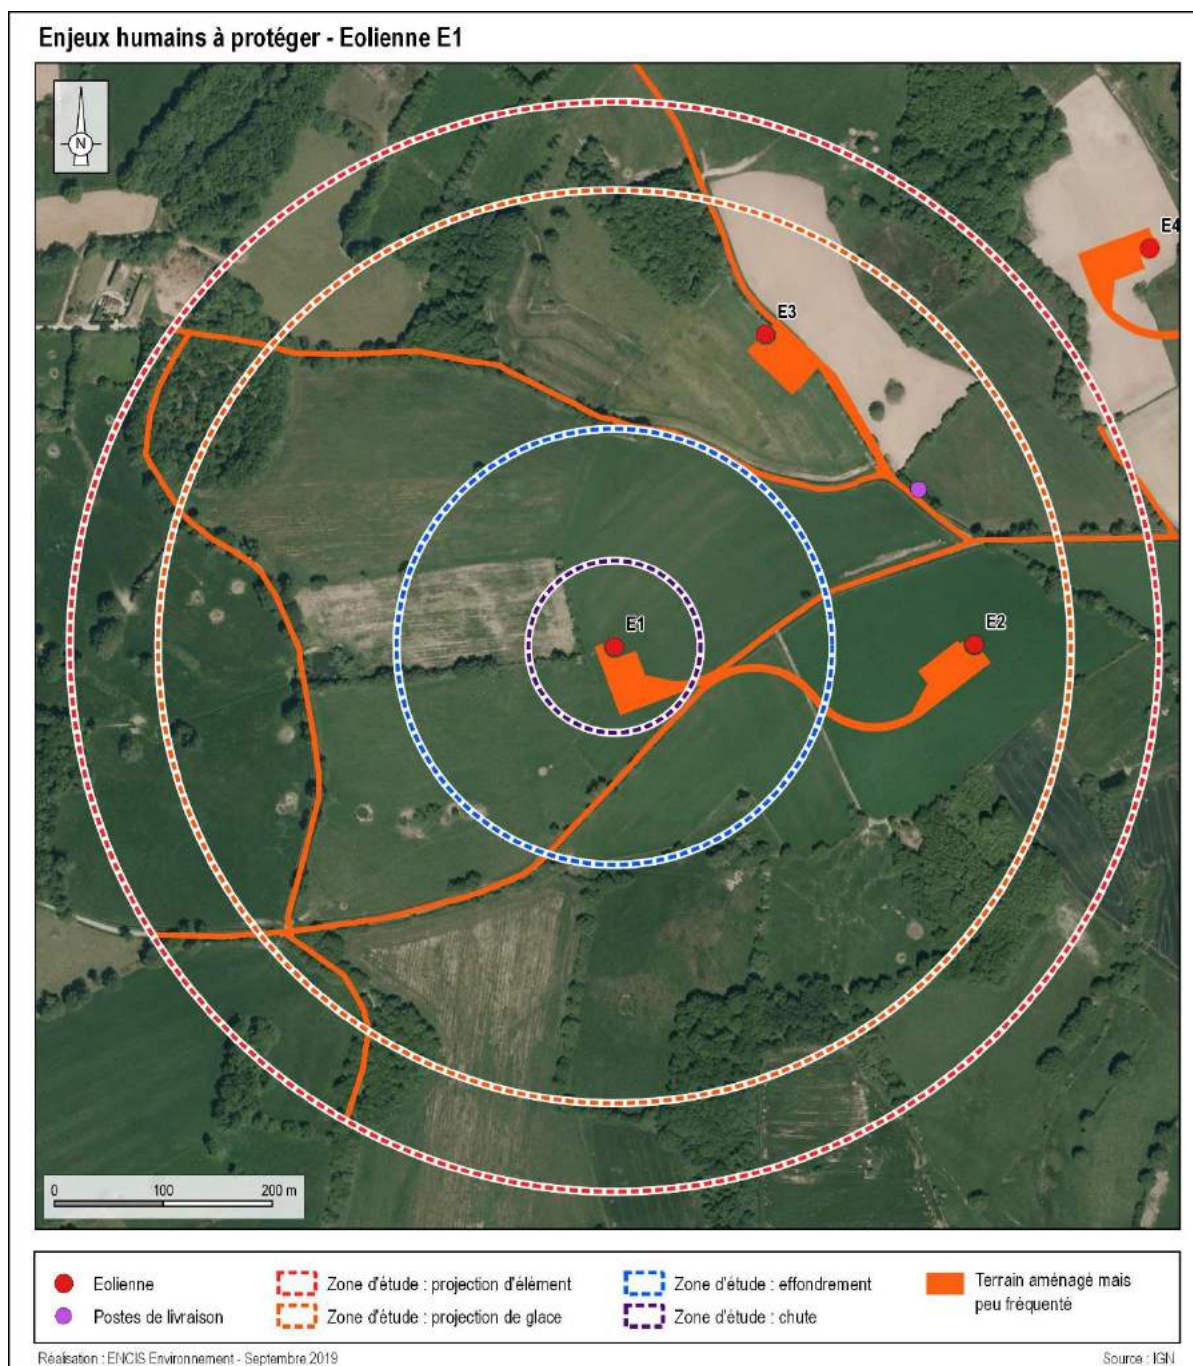 Enjeux humains à protéger - Eolienne E1
N
E4
E3
E1
E2
0 100 200 m
Eolienne
Postes de livraison
Zone d'étude : projection d'élément
Zone d'étude : projection de glace
Zone d'étude : effondrement
Zone d'étude : chute
Terrain aménagé mais
peu fréquenté
Réalisation : ENCIS Environnement - Septembre 2019
Source : IGN